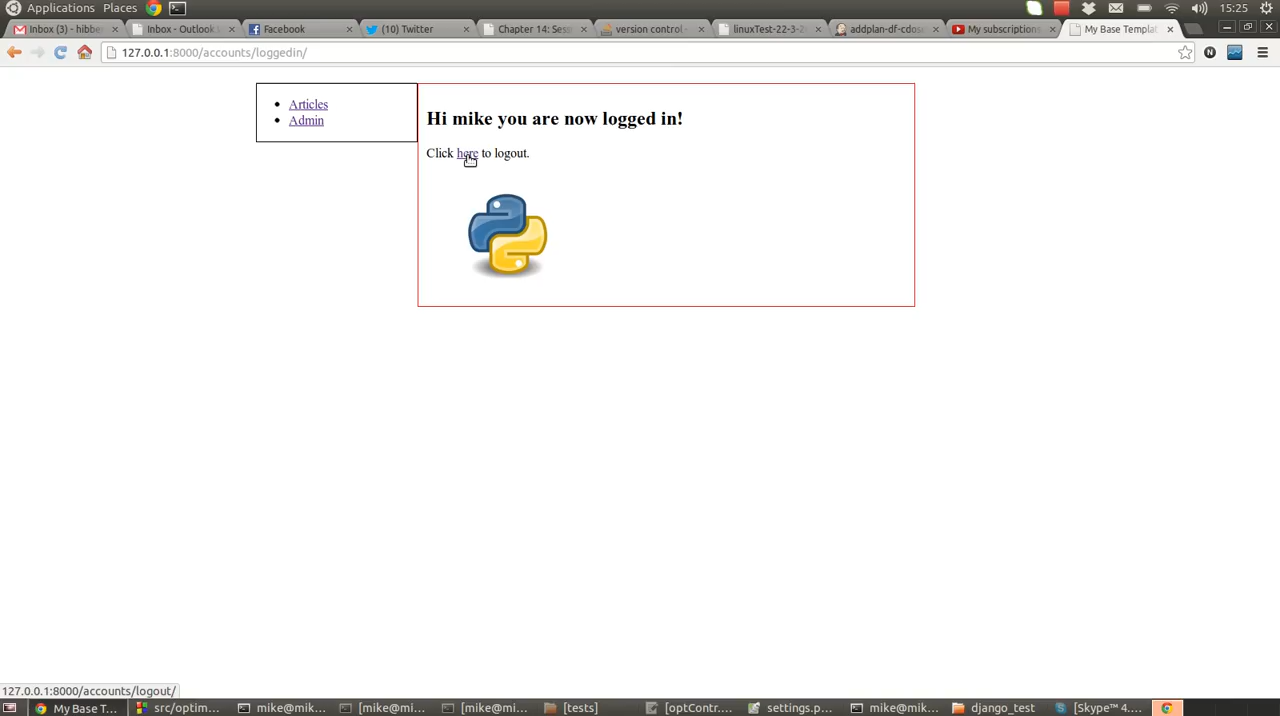 Applications Places 15:25
Inbox (3) - hibbe
Inbox - Outlook
Facebook
(10) Twitter
Chapter 14: Sess
version control -
linuxTest-22-3-2
addplan-df-cdose
My subscriptions
My Base Templat
127.0.0.1:8000/accounts/loggedin/
Articles
Admin
Hi mike you are now logged in!
Click here to logout.
127.0.0.1:8000/accounts/logout/
My Base T...
src/optim...
mike@mik...
[mike@mi...
[mike@mi...
[tests]
[optContr....
settings.p...
mike@mik...
django_test
[Skype™ 4....